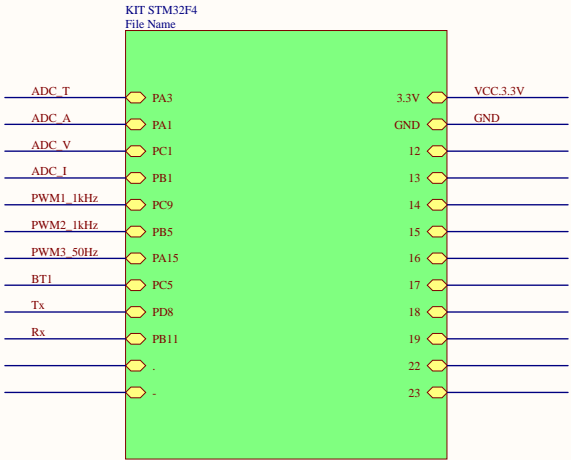 KIT STM32F4
File Name
ADC_T PA3 3.3V VCC.3.3V
ADC_A PA1 GND GND
ADC_V PC1 12
ADC_I PB1 13
PWM1_1kHz PC9 14
PWM2_1kHz PB5 15
PWM3_50Hz PA15 16
BT1 PC5 17
Tx PD8 18
Rx PB11 19
. 22
- 23